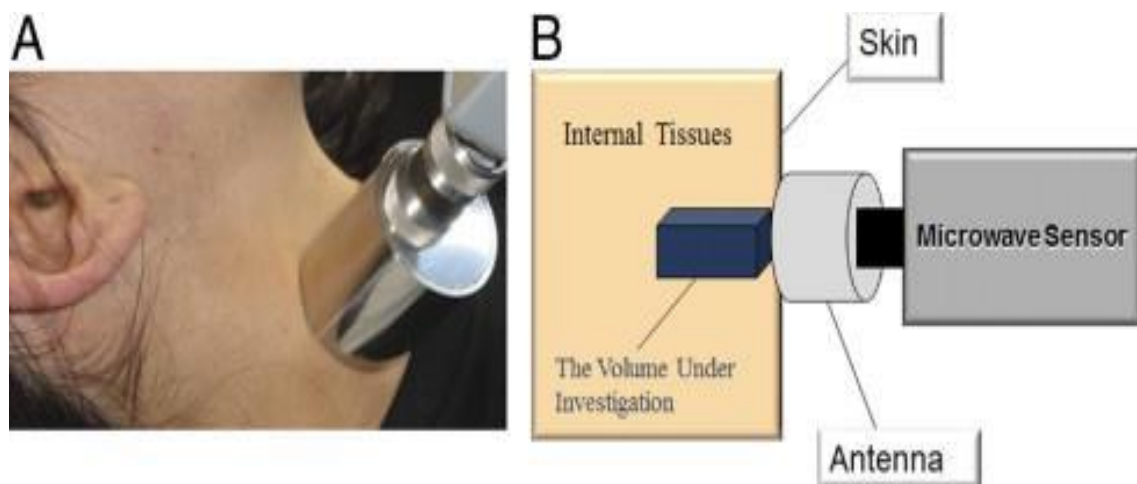 A
B
Skin
Internal Tissues
Microwave Sensor
The Volume Under
Investigation
Antenna